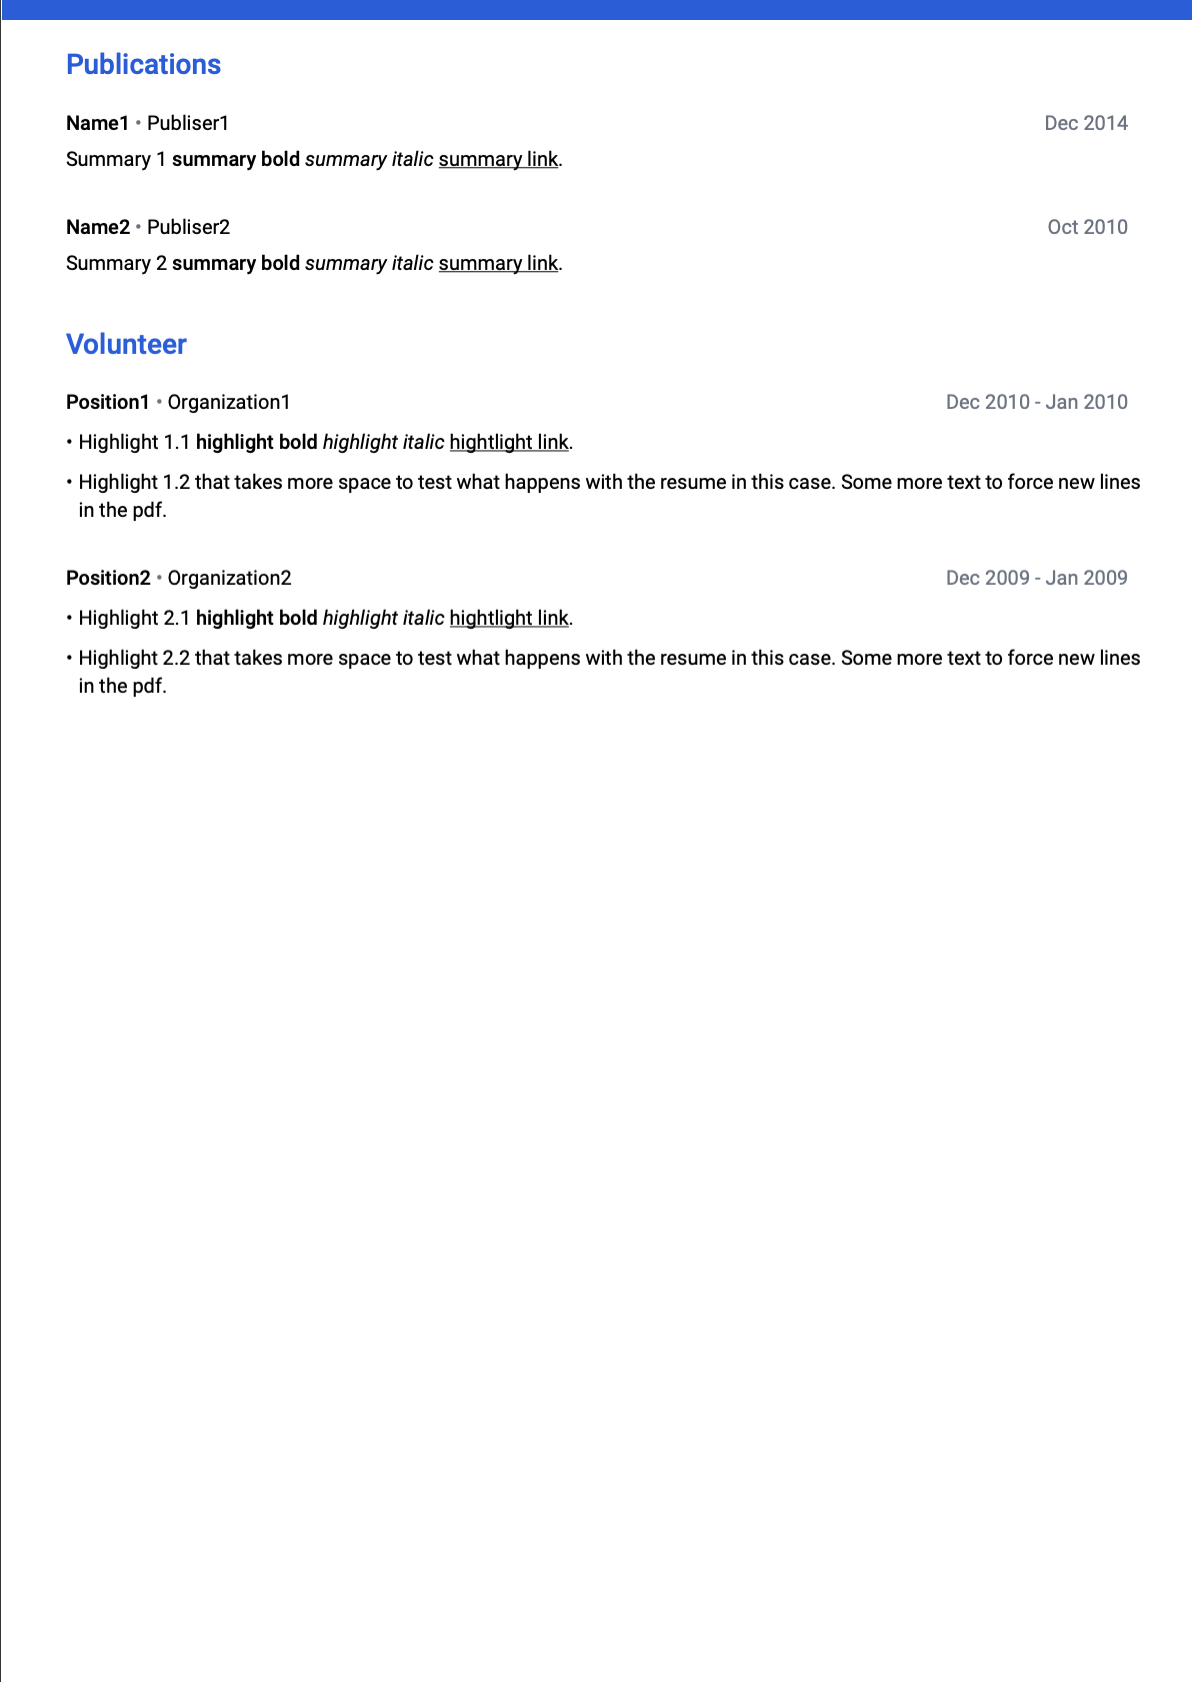 Publications
Name1 • Publiser1 Dec 2014
Summary 1 summary bold summary italic summary link.
Name2 • Publiser2 Oct 2010
Summary 2 summary bold summary italic summary link.
Volunteer
Position1 • Organization1 Dec 2010 - Jan 2010
• Highlight 1.1 highlight bold highlight italic hightlight link.
• Highlight 1.2 that takes more space to test what happens with the resume in this case. Some more text to force new lines
in the pdf.
Position2 • Organization2 Dec 2009 - Jan 2009
• Highlight 2.1 highlight bold highlight italic hightlight link.
• Highlight 2.2 that takes more space to test what happens with the resume in this case. Some more text to force new lines
in the pdf.